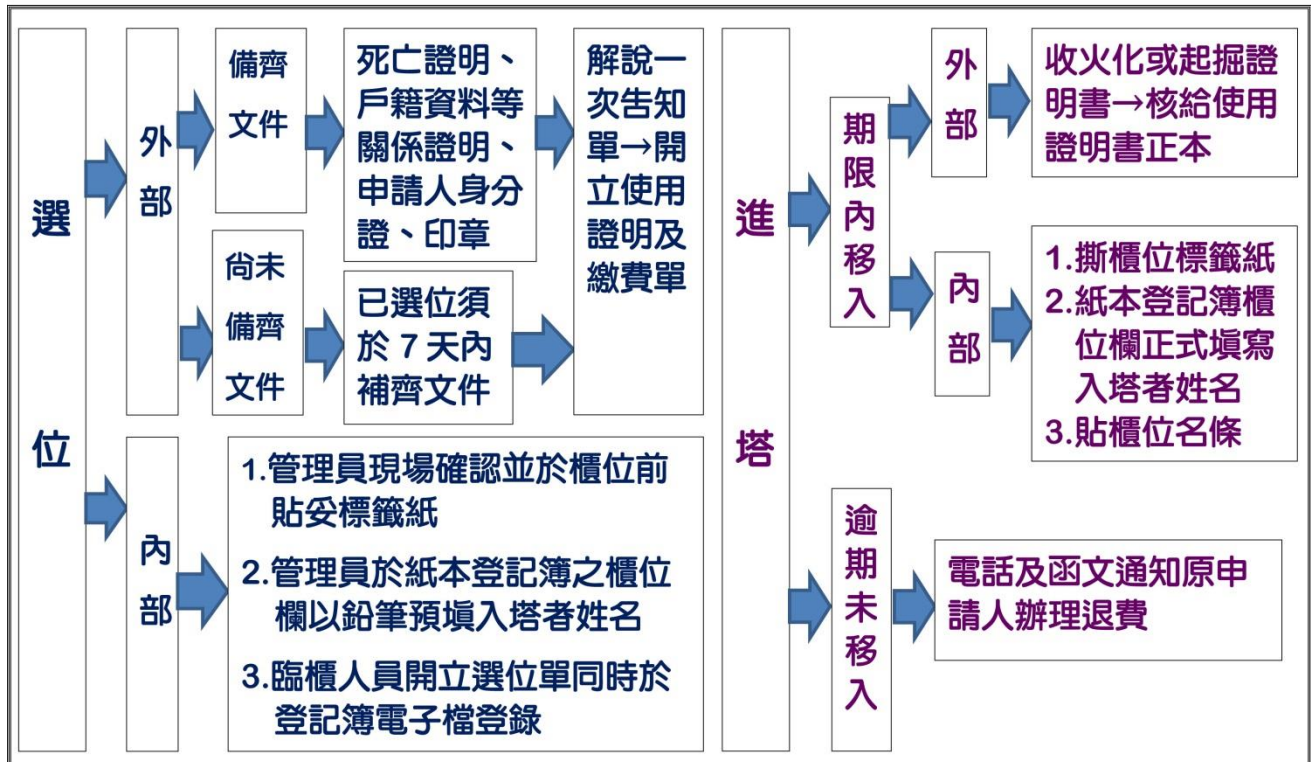 選
位
外
部
備齊
文件
死亡證明、
戶籍資料等
關係證明、
申請人身分
證、印章
解說一
次告知
單→開
立使用
證明及
繳費單
尚未
備齊
文件
已選位須
於 7 天內
補齊文件
內
部
1.管理員現場確認並於櫃位前
貼妥標籤紙
2.管理員於紙本登記簿之櫃位
欄以鉛筆預填入塔者姓名
3.臨櫃人員開立選位單同時於
登記簿電子檔登錄
進
塔
期
限
內
移
入
外
部
收火化或起掘證
明書→核給使用
證明書正本
內
部
1.撕櫃位標籤紙
2.紙本登記簿櫃
位欄正式填寫
入塔者姓名
3.貼櫃位名條
逾
期
未
移
入
電話及函文通知原申
請人辦理退費